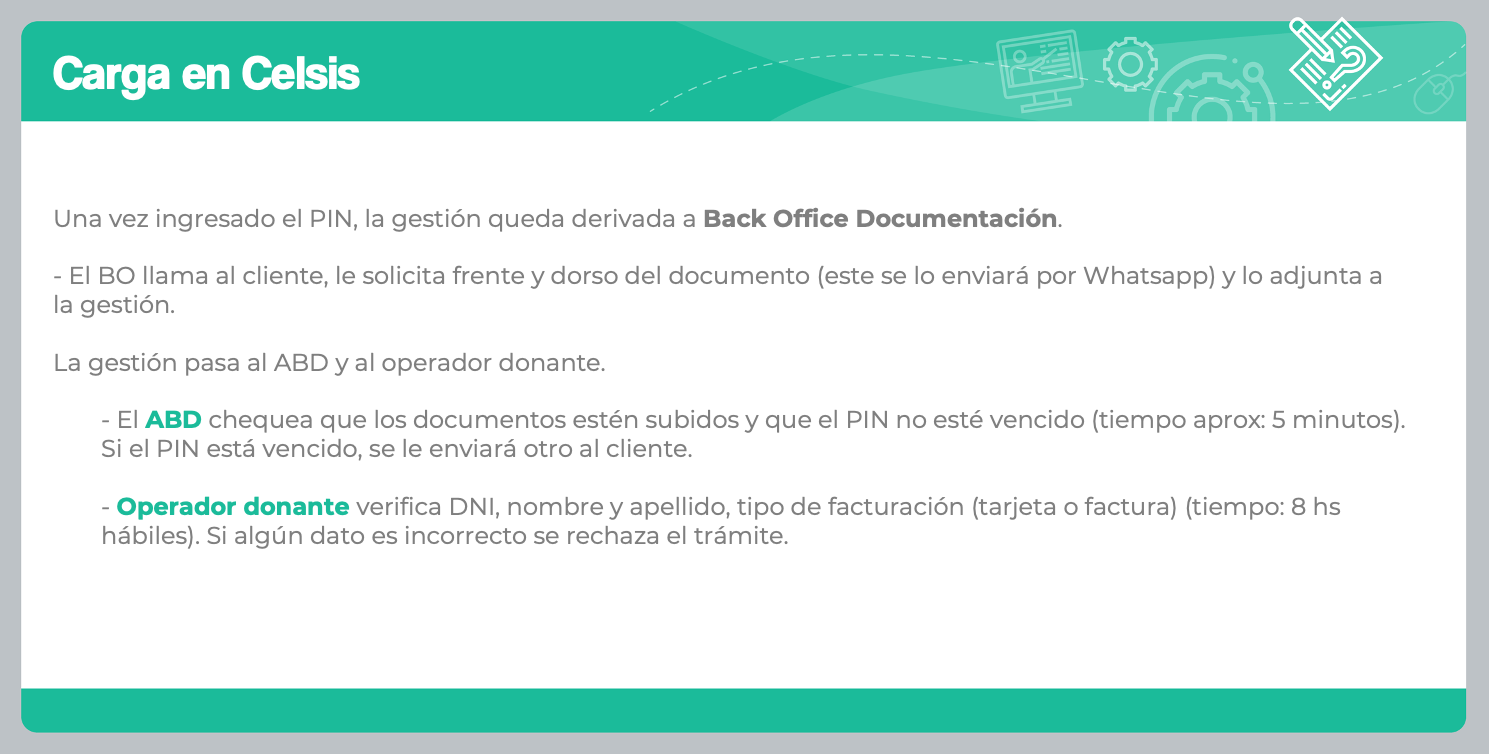 Carga en Celsis
Una vez ingresado el PIN, la gestión queda derivada a Back Office Documentación.
- El BO llama al cliente, le solicita frente y dorso del documento (este se lo enviará por Whatsapp) y lo adjunta a
la gestión.
La gestión pasa al ABD y al operador donante.
- El ABD chequea que los documentos estén subidos y que el PIN no esté vencido (tiempo aprox: 5 minutos).
Si el PIN está vencido, se le enviará otro al cliente.
- Operador donante verifica DNI, nombre y apellido, tipo de facturación (tarjeta o factura) (tiempo: 8 hs
hábiles). Si algún dato es incorrecto se rechaza el trámite.